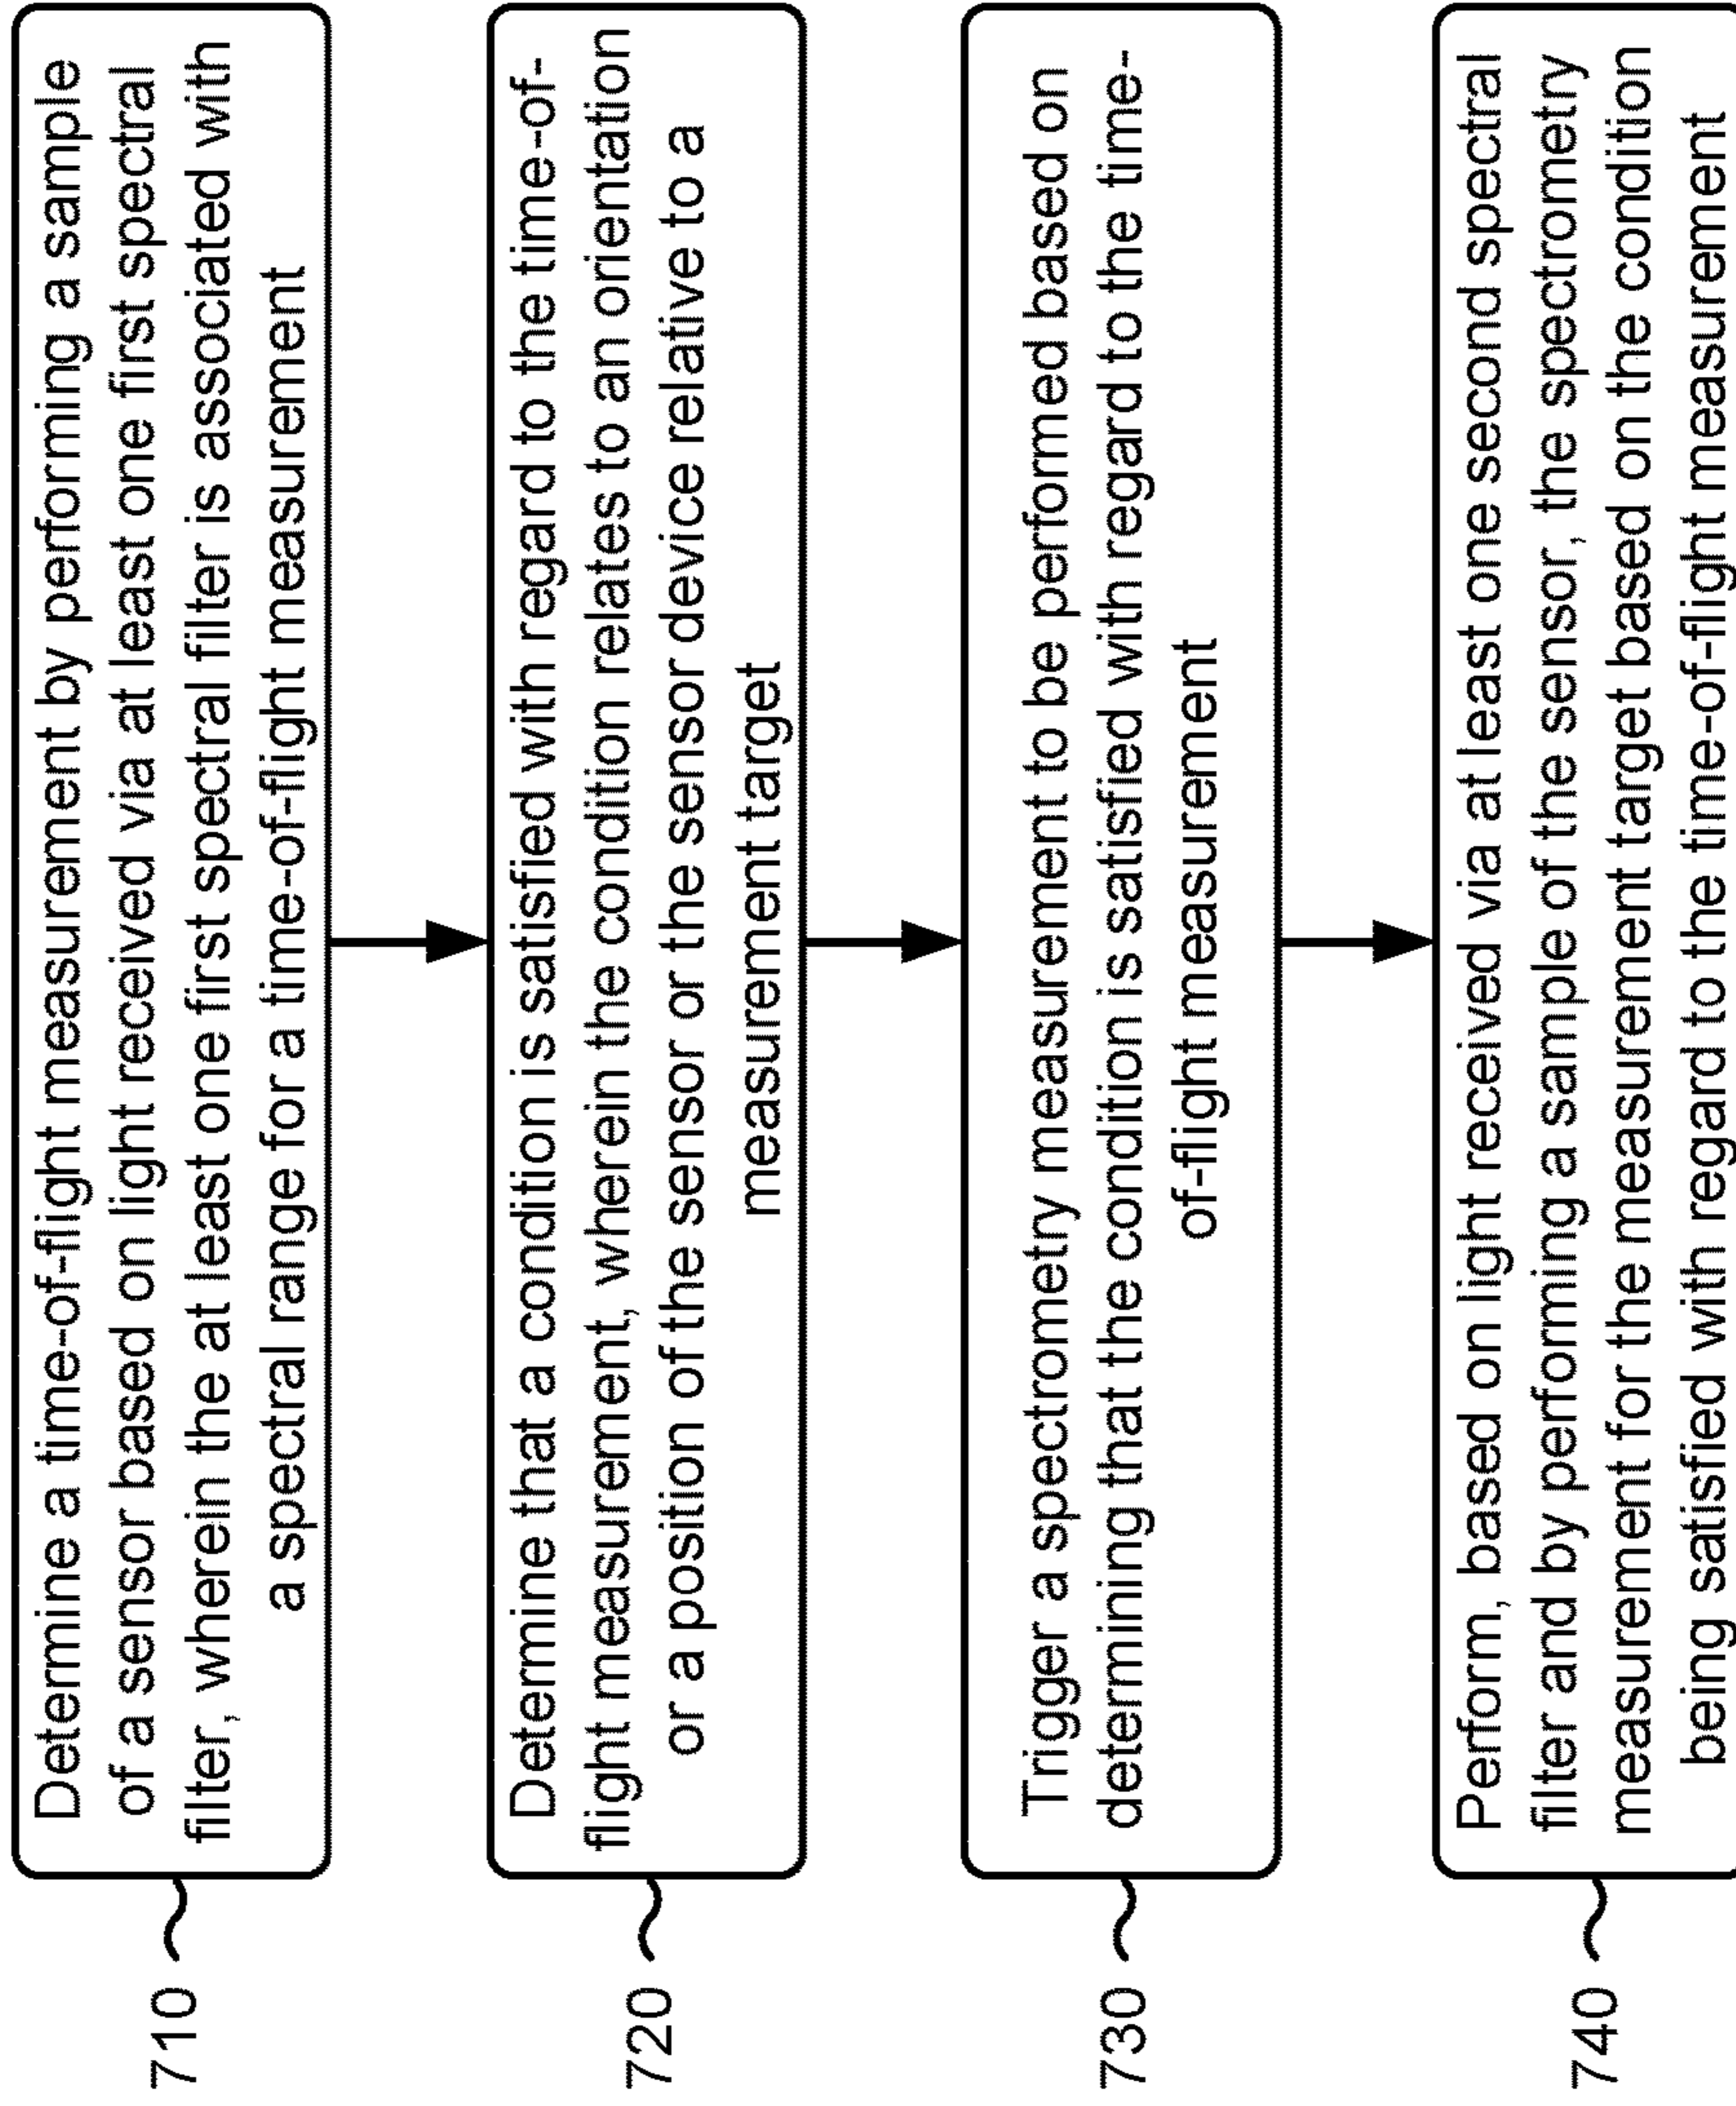 710
Determine a time-of-flight measurement by performing a sample
of a sensor based on light received via at least one first spectral
filter, wherein the at least one first spectral filter is associated with
a spectral range for a time-of-flight measurement
720
Determine that a condition is satisfied with regard to the time-of-
flight measurement, wherein the condition relates to an orientation
or a position of the sensor or the sensor device relative to a
measurement target
730
Trigger a spectrometry measurement to be performed based on
determining that the condition is satisfied with regard to the time-
of-flight measurement
740
Perform, based on light received via at least one second spectral
filter and by performing a sample of the sensor, the spectrometry
measurement for the measurement target based on the condition
being satisfied with regard to the time-of-flight measurement